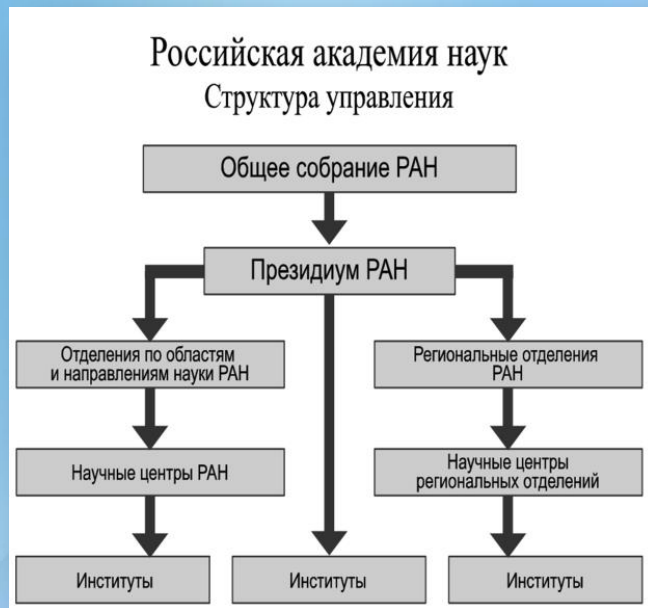 Российская академия наук
Структура управления
Общее собрание РАН
Президиум РАН
Отделения по областям
и направлениям науки РАН
Региональные отделения
РАН
Научные центры РАН
Научные центры
региональных отделений
Институты
Институты
Институты